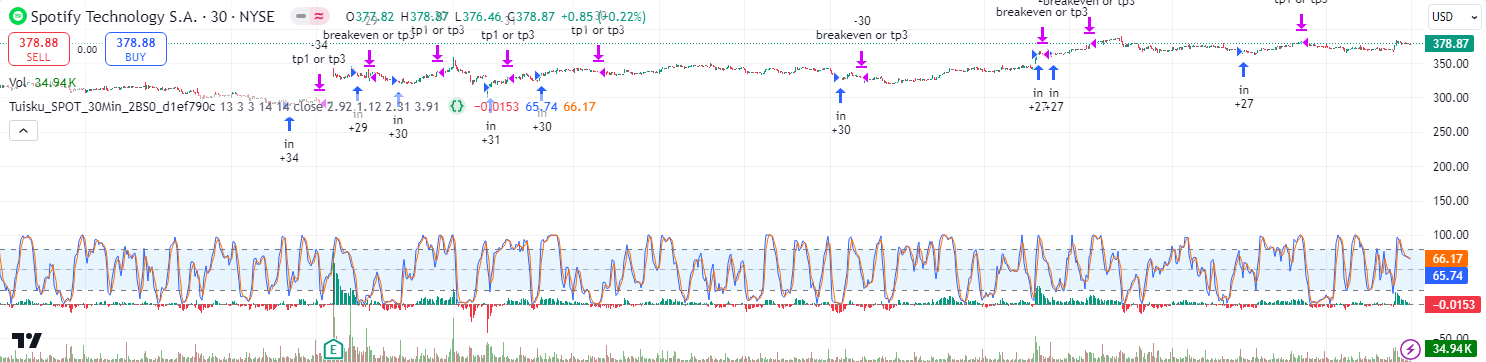 Spotify Technology S.A. · 30 · NYSE
O377.82 H378.87 L376.46 C378.87 +0.85 (+0.22%)
USD
378.88
SELL
0.00
378.88
BUY
Vol 34.94K
Tuisku_SPOT_30Min_2BS0_d1ef790c 13 3 3 14 14 close 2.92 1.12 2.31 3.91 −0.0153 65.74 66.17
-34
tp1 or tp3
-29
breakeven or tp3
tp1 or tp3
-31
tp1 or tp3
tp1 or tp3
-30
breakeven or tp3
breakeven or tp3
breakeven or tp3
tp1 or tp3
in
+34
in
+29
in
+30
in
+31
in
+30
in
+30
in
+27
+27
in
+27
378.87
350.00
300.00
250.00
200.00
150.00
100.00
66.17
65.74
−0.0153
50.00
34.94K
E